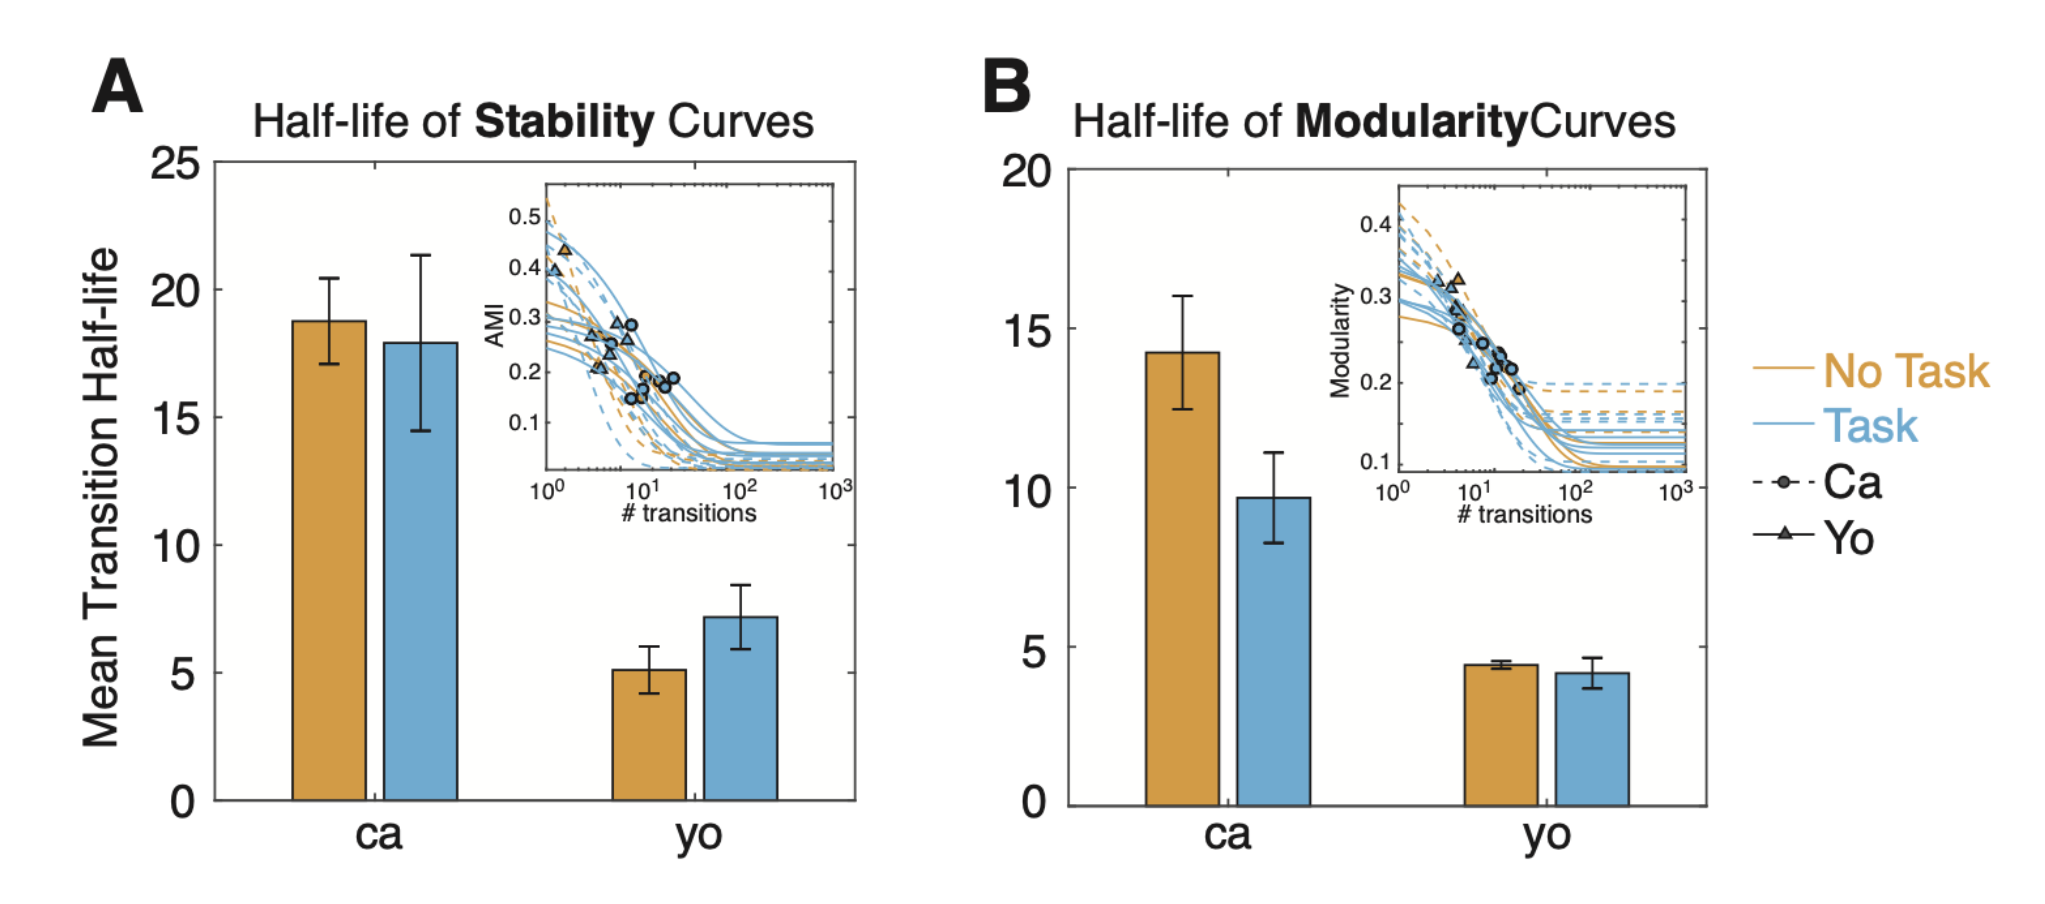 A
Half-life of Stability Curves
Mean Transition Half-life
25
20
15
10
5
0
ca
yo
AMI
0.5
0.4
0.3
0.2
0.1
10⁰
10¹
10²
10³
# transitions
B
Half-life of ModularityCurves
20
15
10
5
0
ca
yo
Modularity
0.4
0.3
0.2
0.1
10⁰
10¹
10²
10³
# transitions
No Task
Task
Ca
Yo